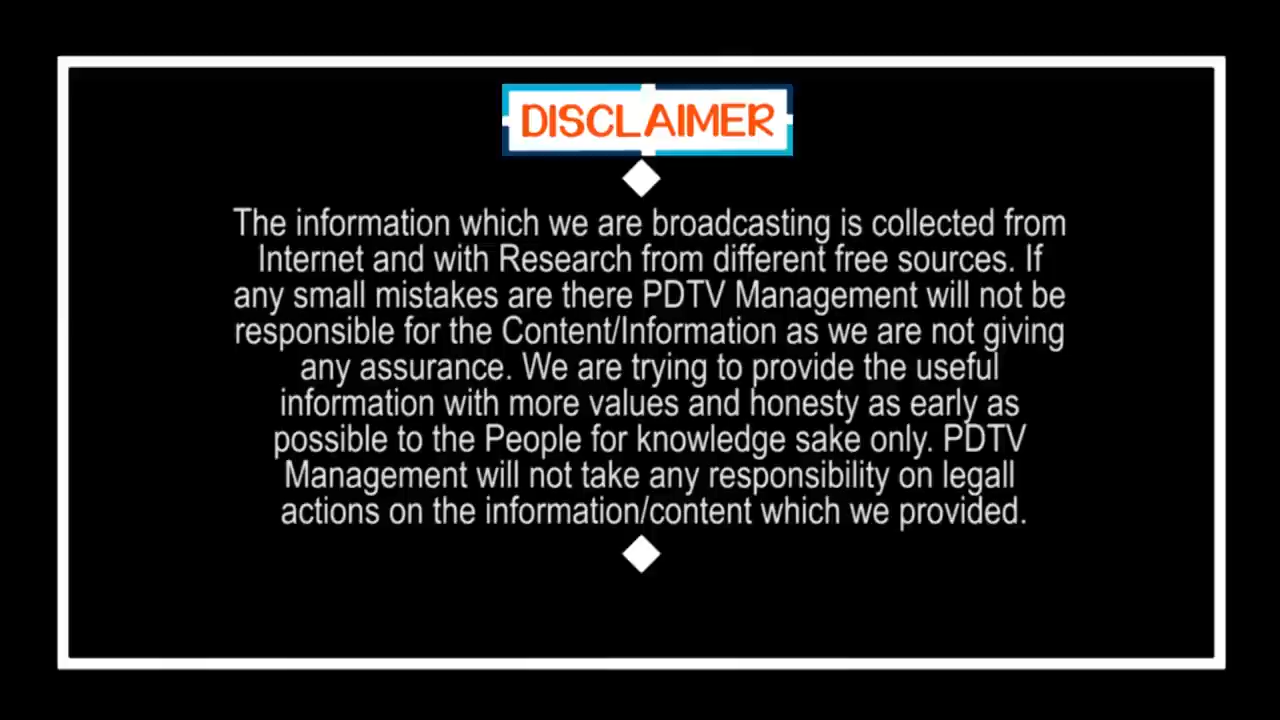 DISCLAIMER
The information which we are broadcasting is collected from
Internet and with Research from different free sources. If
any small mistakes are there PDTV Management will not be
responsible for the Content/Information as we are not giving
any assurance. We are trying to provide the useful
information with more values and honesty as early as
possible to the People for knowledge sake only. PDTV
Management will not take any responsibility on legall
actions on the information/content which we provided.